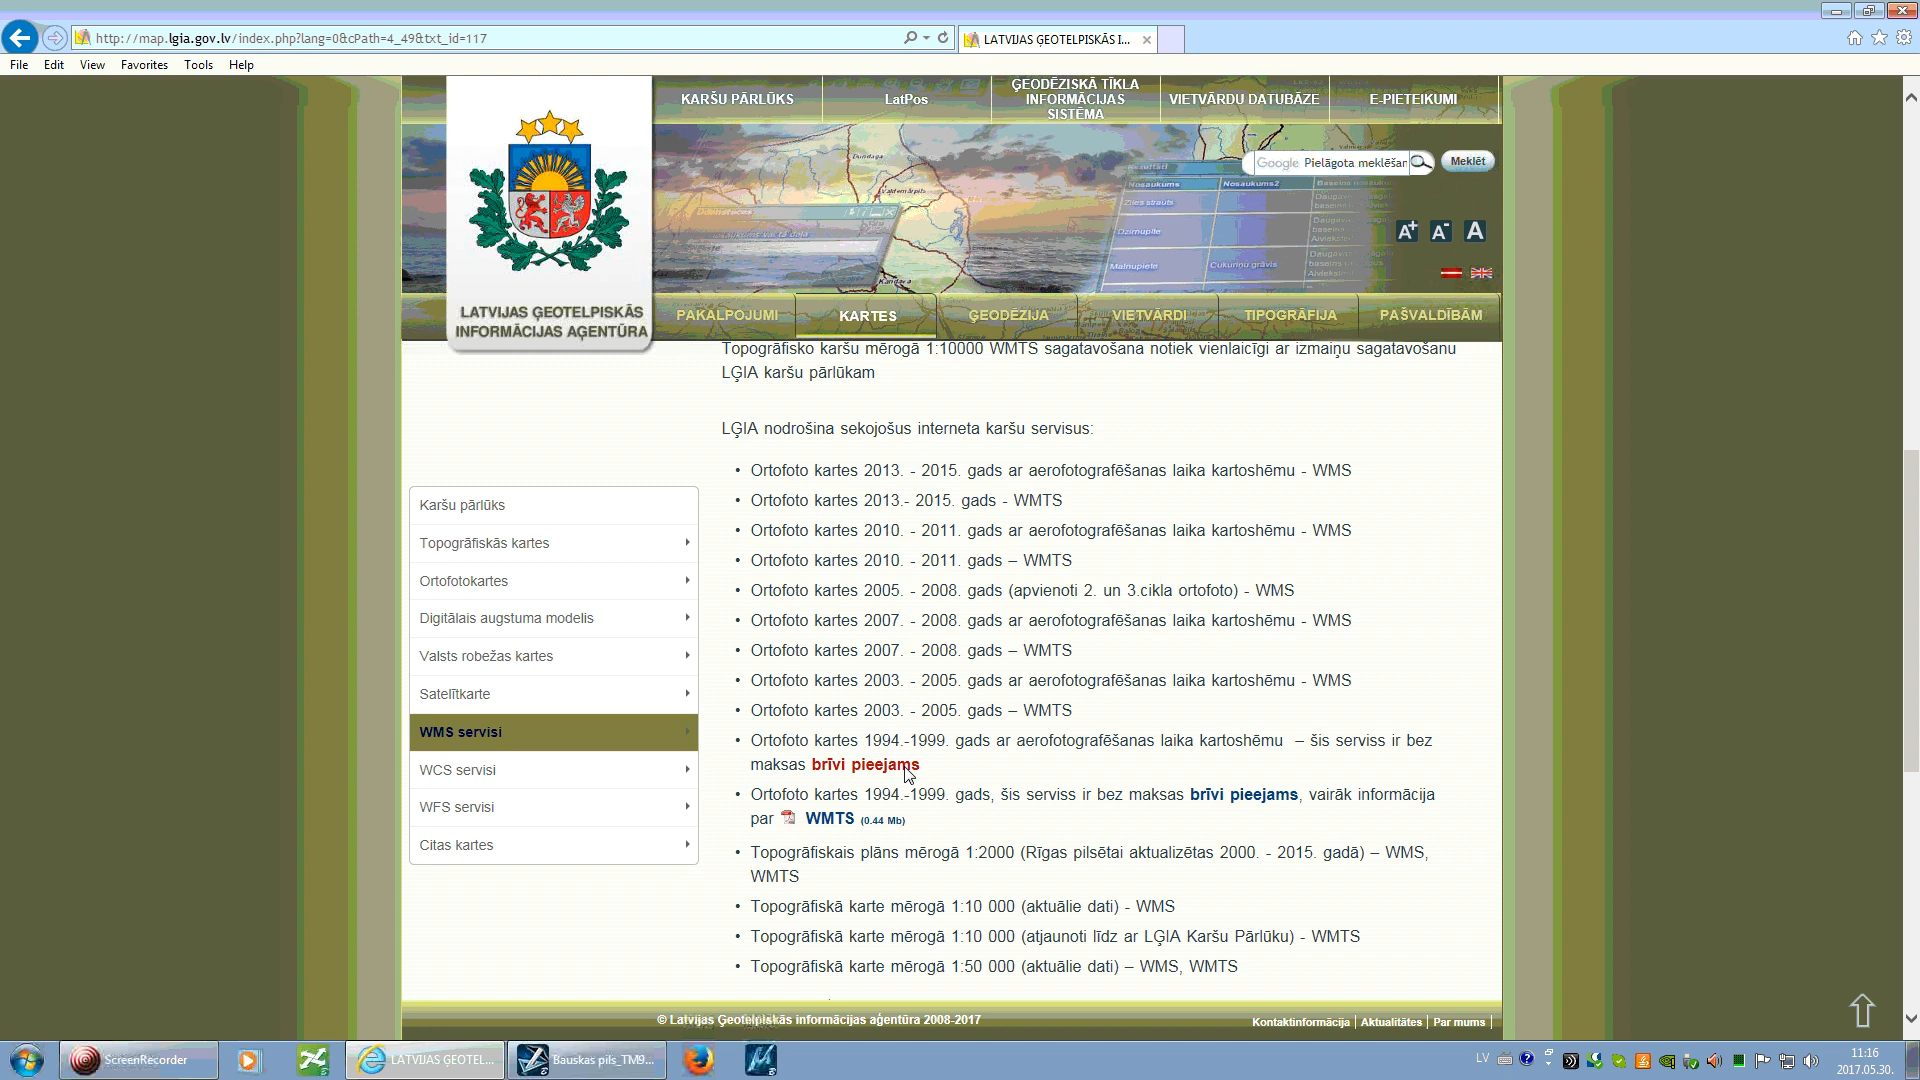 http://map.lgia.gov.lv/index.php?lang=0&cPath=4_49&txt_id=117
LATVIJAS ĢEOTELPISKĀS I...
File Edit View Favorites Tools Help
KARŠU PĀRLŪKS
LatPos
ĢEODĒZISKĀ TĪKLA
INFORMĀCIJAS
SISTĒMA
VIETVĀRDU DATUBĀZE
E-PIETEIKUMI
Dundaga
Valdemārpils
Kandava
Nosaukums
Nosaukums2
Dzirnupīte
Malnupiete
Cukuriņu grāvis
Google Pielāgota meklēšan
Meklēt
A+ A- A
LATVIJAS ĢEOTELPISKĀS
INFORMĀCIJAS AĢENTŪRA
PAKALPOJUMI
KARTES
ĢEODĒZIJA
VIETVĀRDI
TIPOGRĀFIJA
PAŠVALDĪBĀM
Topogrāfisko karšu mērogā 1:10000 WMTS sagatavošana notiek vienlaicīgi ar izmaiņu sagatavošanu
LĢIA karšu pārlūkam
LĢIA nodrošina sekojošus interneta karšu servisus:
• Ortofoto kartes 2013. - 2015. gads ar aerofotografēšanas laika kartoshēmu - WMS
• Ortofoto kartes 2013.- 2015. gads - WMTS
• Ortofoto kartes 2010. - 2011. gads ar aerofotografēšanas laika kartoshēmu - WMS
• Ortofoto kartes 2010. - 2011. gads – WMTS
• Ortofoto kartes 2005. - 2008. gads (apvienoti 2. un 3.cikla ortofoto) - WMS
• Ortofoto kartes 2007. - 2008. gads ar aerofotografēšanas laika kartoshēmu - WMS
• Ortofoto kartes 2007. - 2008. gads – WMTS
• Ortofoto kartes 2003. - 2005. gads ar aerofotografēšanas laika kartoshēmu - WMS
• Ortofoto kartes 2003. - 2005. gads – WMTS
• Ortofoto kartes 1994.-1999. gads ar aerofotografēšanas laika kartoshēmu – šis serviss ir bez
maksas brīvi pieejams
• Ortofoto kartes 1994.-1999. gads, šis serviss ir bez maksas brīvi pieejams, vairāk informācija
par WMTS (0.44 Mb)
• Topogrāfiskais plāns mērogā 1:2000 (Rīgas pilsētai aktualizētas 2000. - 2015. gadā) – WMS,
WMTS
• Topogrāfiskā karte mērogā 1:10 000 (aktuālie dati) - WMS
• Topogrāfiskā karte mērogā 1:10 000 (atjaunoti līdz ar LĢIA Karšu Pārlūku) - WMTS
• Topogrāfiskā karte mērogā 1:50 000 (aktuālie dati) – WMS, WMTS
Karšu pārlūks
Topogrāfiskās kartes
Ortofotokartes
Digitālais augstuma modelis
Valsts robežas kartes
Satelītkarte
WMS servisi
WCS servisi
WFS servisi
Citas kartes
© Latvijas Ģeotelpiskās informācijas aģentūra 2008-2017
Kontaktinformācija | Aktualitātes | Par mums |
ScreenRecorder
LATVIJAS ĢEOTEL...
Bauskas pils_TM9...
LV
11:16
2017.05.30.